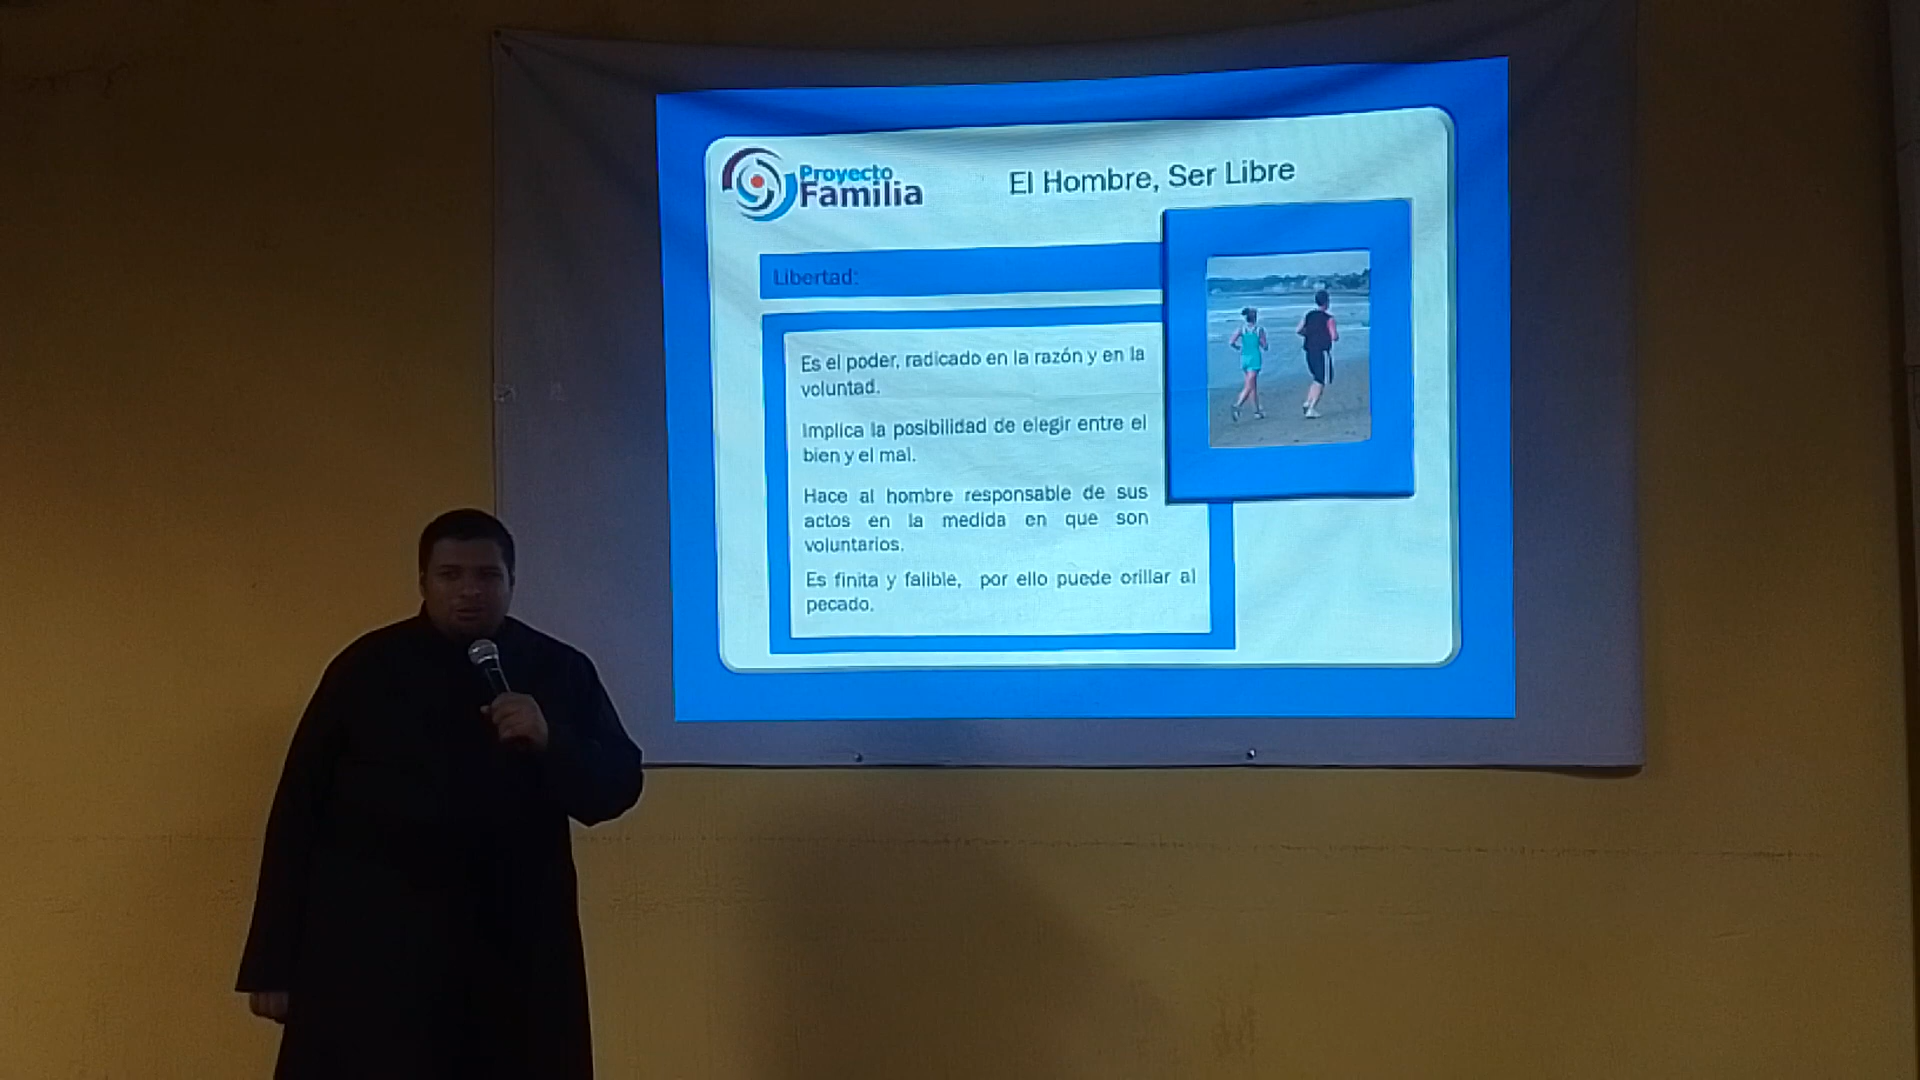 Proyecto
Familia
El Hombre, Ser Libre
Libertad:
Es el poder, radicado en la razón y en la
voluntad.
Implica la posibilidad de elegir entre el
bien y el mal.
Hace al hombre responsable de sus
actos en la medida en que son
voluntarios.
Es finita y falible, por ello puede orillar al
pecado.